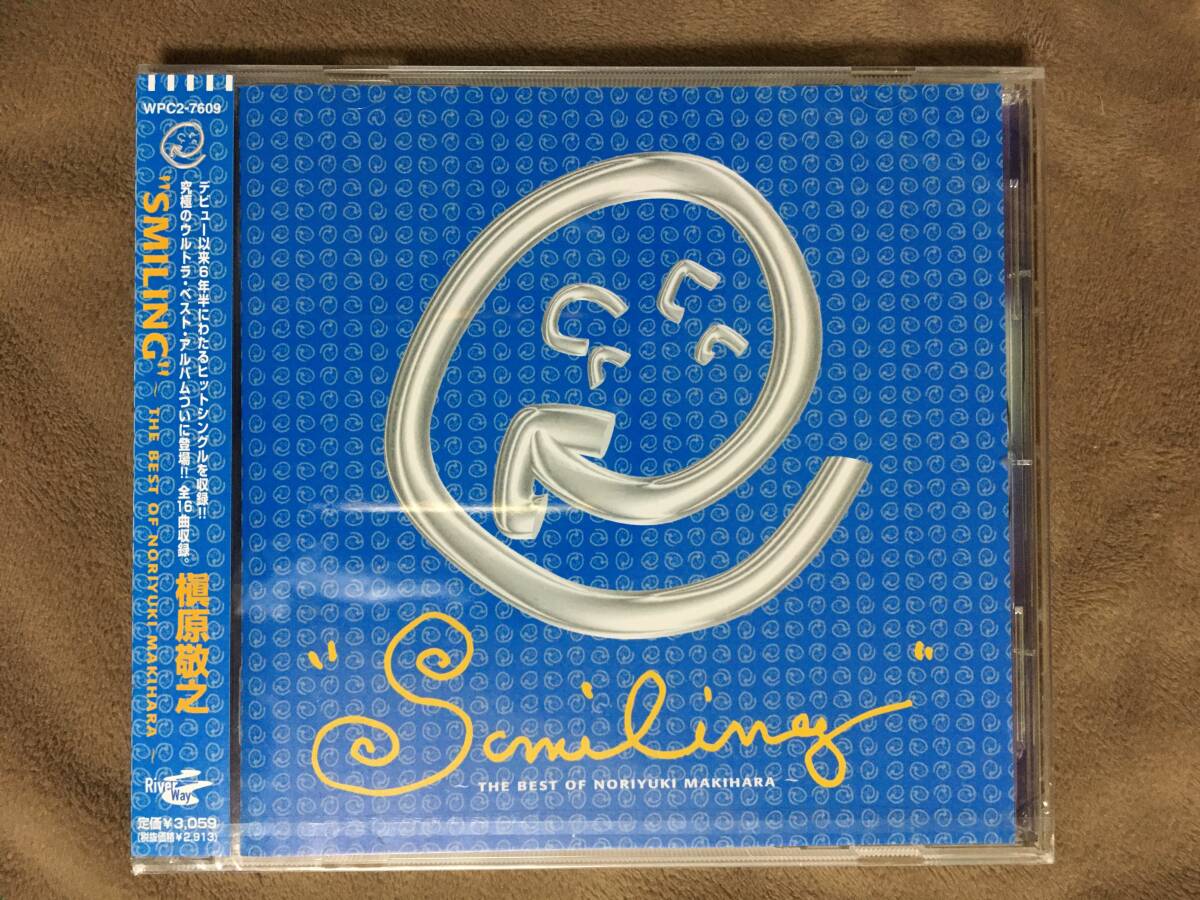 WPC2-7609
デビュー以来6年半にわたるヒットシングルを収録!!
究極のウルトラ・ベスト・アルバムついに登場!! 全16曲収録。
"SMILING"
~ THE BEST OF NORIYUKI MAKIHARA ~
槇原敬之
River Way
定価¥3,059
(税抜価格¥2,913)
"Smiling"
~ THE BEST OF NORIYUKI MAKIHARA ~